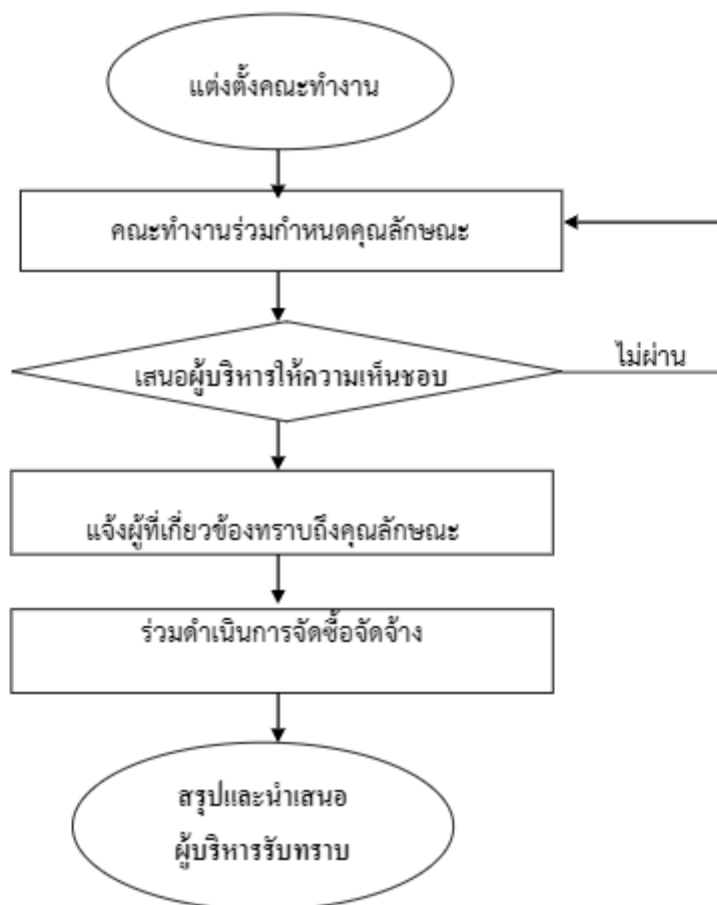 แต่งตั้งคณะทำงาน
คณะทำงานร่วมกำหนดคุณลักษณะ
เสนอผู้บริหารให้ความเห็นชอบ
ไม่ผ่าน
แจ้งผู้ที่เกี่ยวข้องทราบถึงคุณลักษณะ
ร่วมดำเนินการจัดซื้อจัดจ้าง
สรุปและนำเสนอ
ผู้บริหารรับทราบ